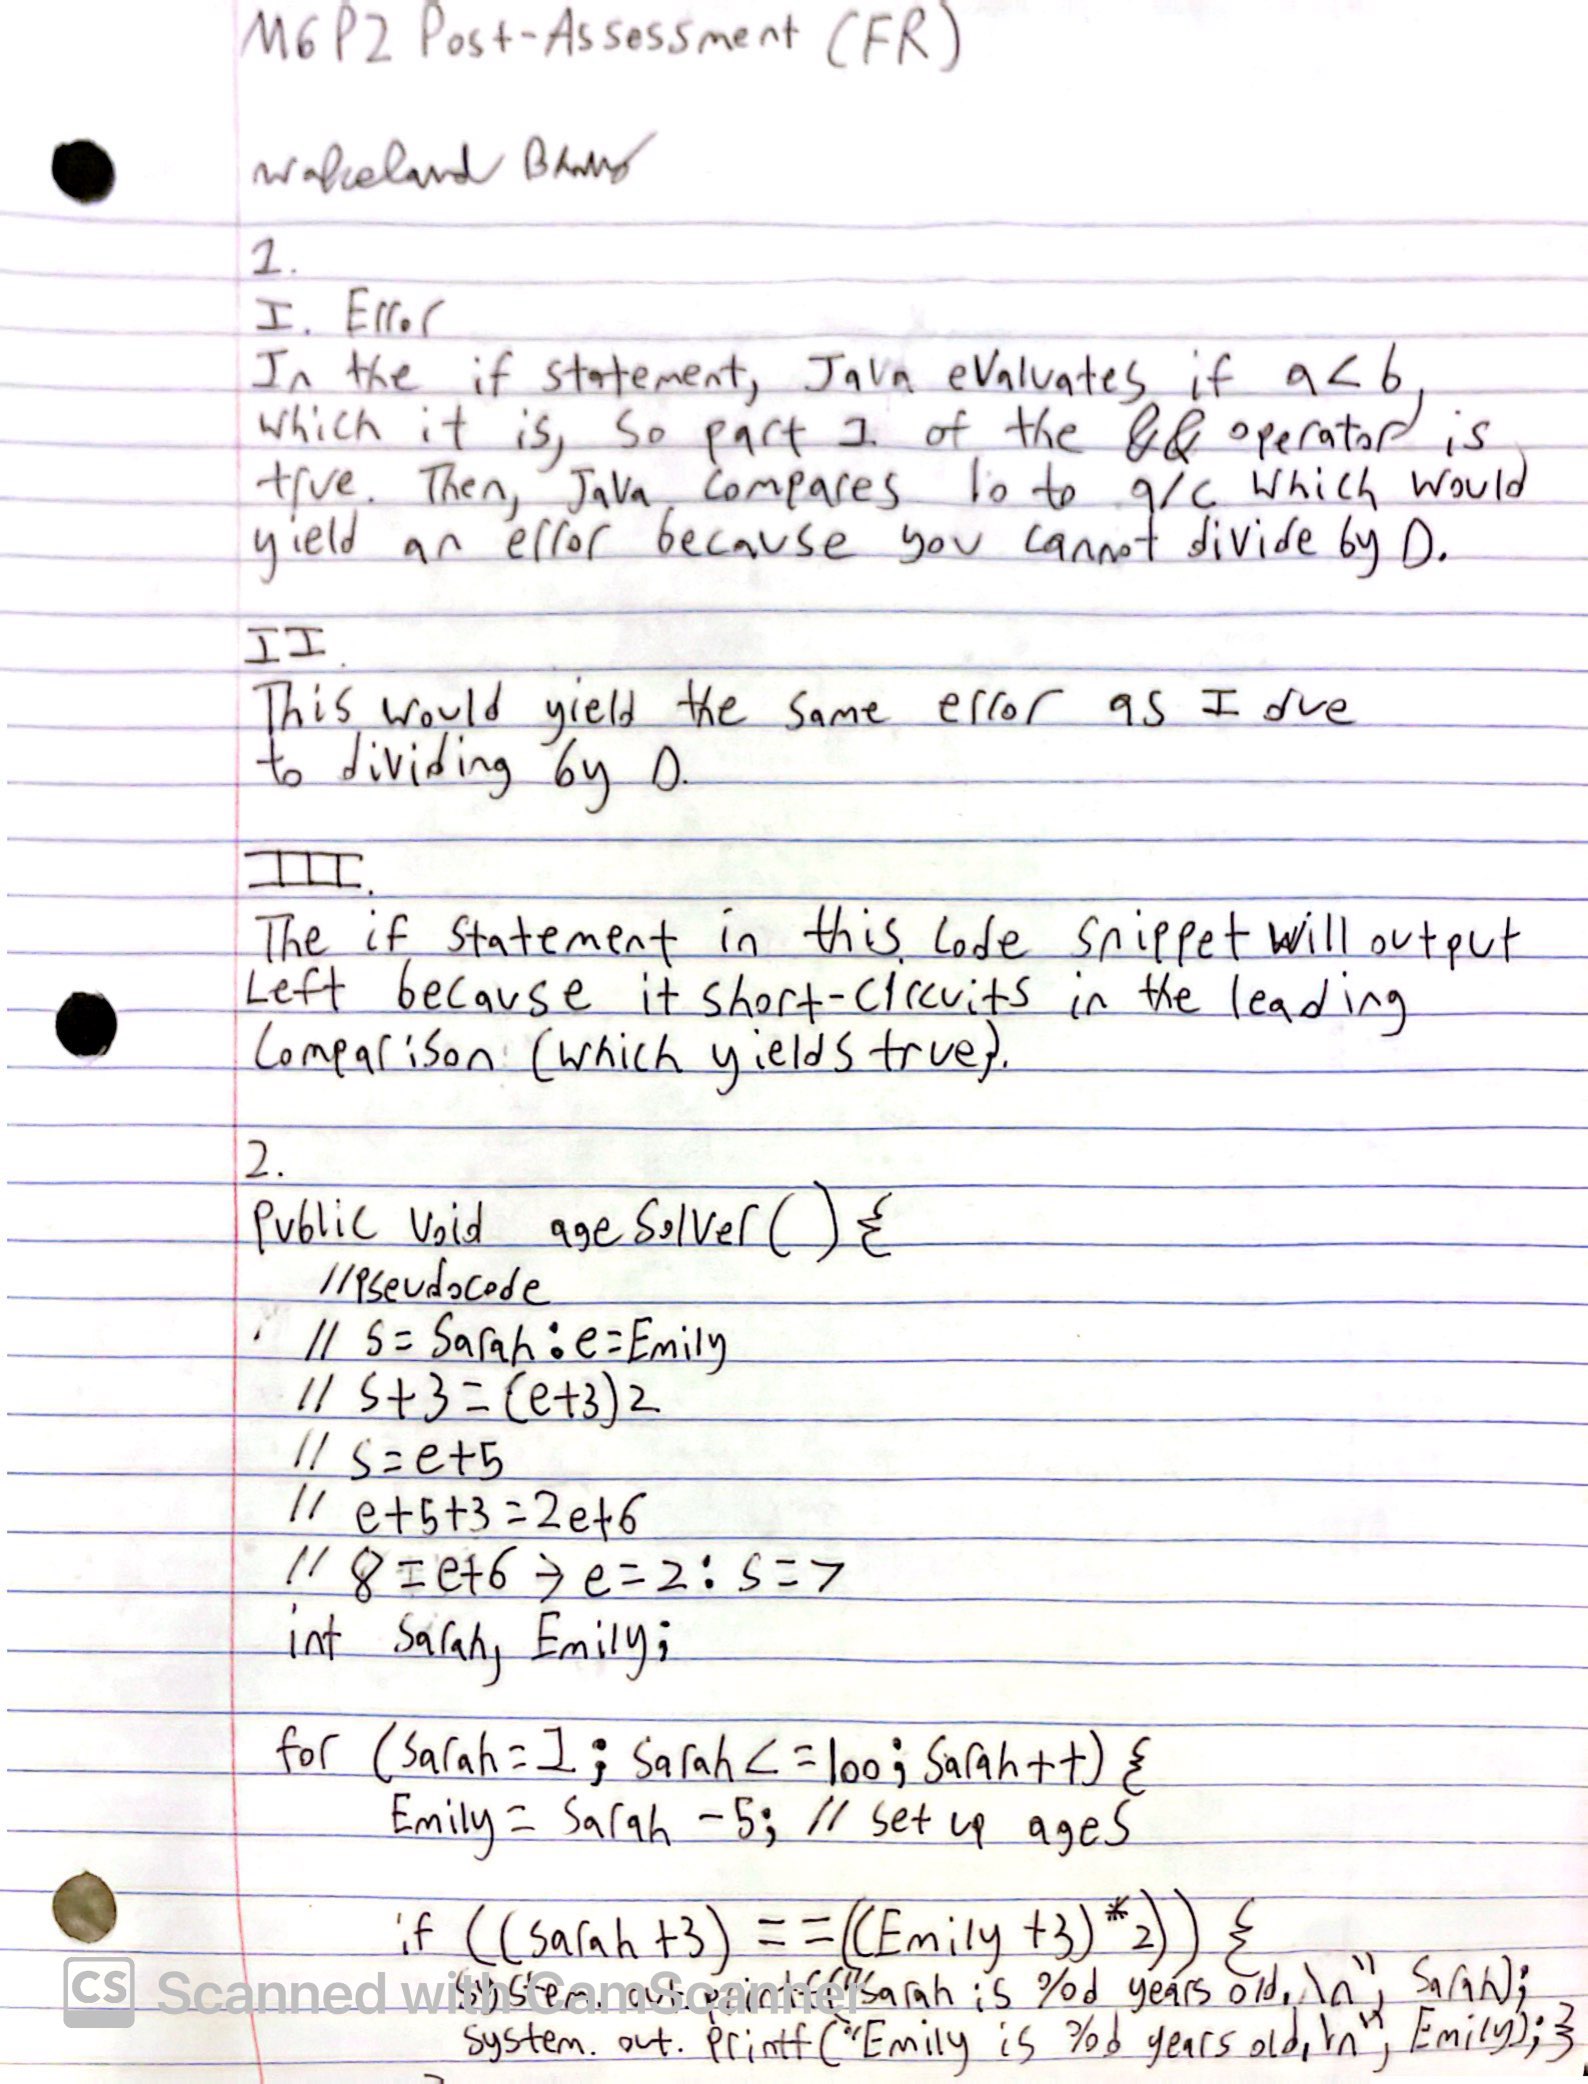 M6P2 Post-Assessment (FR)
Wakeland
1.
I. Error
In the if statement, Java evaluates if a<b,
which it is, so part 1 of the && operator is
true. Then, Java compares 10 to a/c which would
yield an error because you cannot divide by 0.
II.
This would yield the same error as I due
to dividing by 0.
III.
The if statement in this code snippet will output
Left because it short-circuits in the leading
comparison (which yields true).
2.
public void ageSolver() {
//pseudocode
// s = Sarah : e = Emily
// s+3 = (e+3)2
// s = e+5
// e+5+3 = 2e+6
// 8 = e+6 → e = 2 : s = 7
int Sarah, Emily;
for (Sarah = 1; Sarah <= 100; Sarah++) {
Emily = Sarah - 5; // set up ages
if ((Sarah +3) == ((Emily +3)*2)) {
System.out.printf("Sarah is %d years old.\n", Sarah);
System.out.printf("Emily is %d years old.\n", Emily);}
CS Scanned with CamScanner